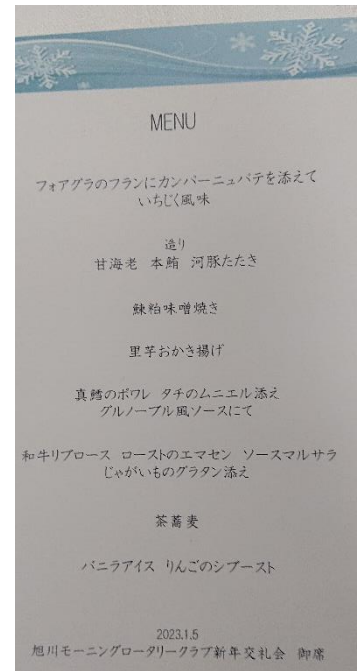 MENU
フォアグラのフランにカンパーニュパテを添えて
いちじく風味
造り
甘海老 本鮪 河豚たたき
鰊粕味噌焼き
里芋おかき揚げ
真鱈のポワレ タチのムニエル添え
グルノーブル風ソースにて
和牛リブロース ローストのエマセン ソースマルサラ
じゃがいものグラタン添え
茶蕎麦
バニラアイス りんごのシブースト
2023.1.5
旭川モーニングロータリークラブ新年交礼会 御席